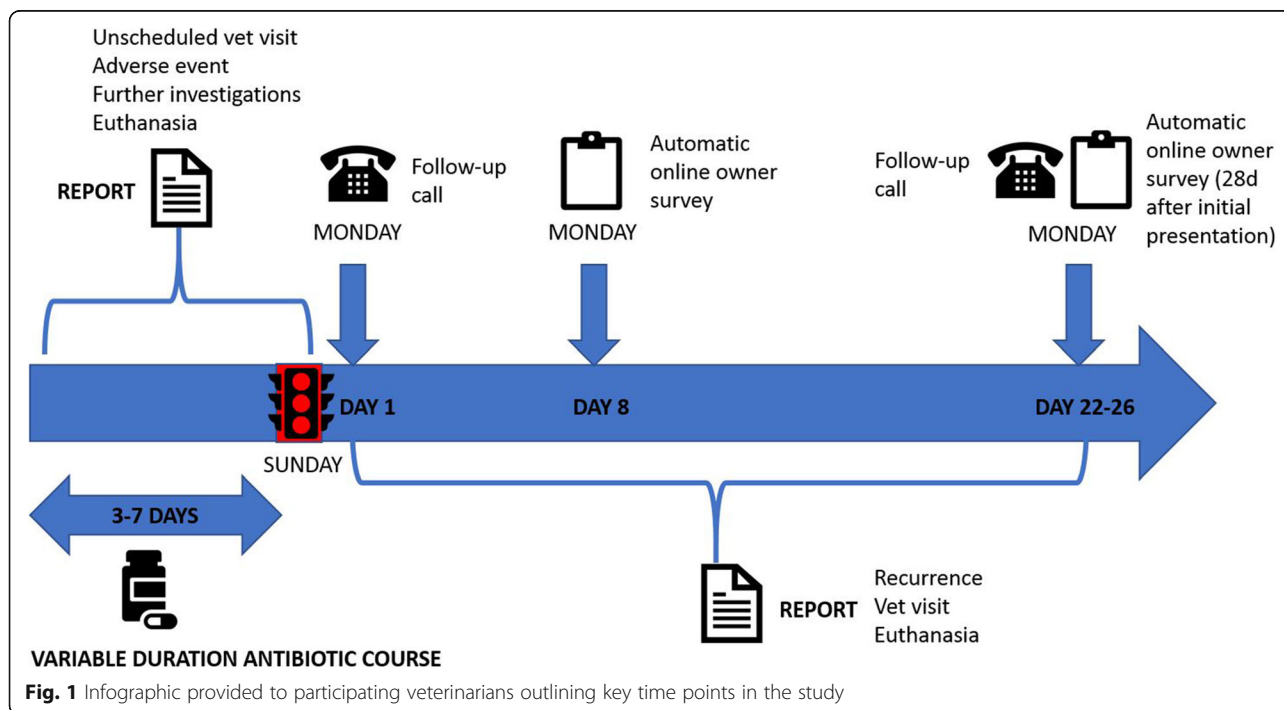 Unscheduled vet visit
Adverse event
Further investigations
Euthanasia
REPORT
Follow-up
call
MONDAY
Automatic
online owner
survey
MONDAY
Follow-up
call
MONDAY
Automatic
online owner
survey (28d
after initial
presentation)
DAY 1
DAY 8
DAY 22-26
SUNDAY
3-7 DAYS
VARIABLE DURATION ANTIBIOTIC COURSE
REPORT
Recurrence
Vet visit
Euthanasia
Fig. 1 Infographic provided to participating veterinarians outlining key time points in the study